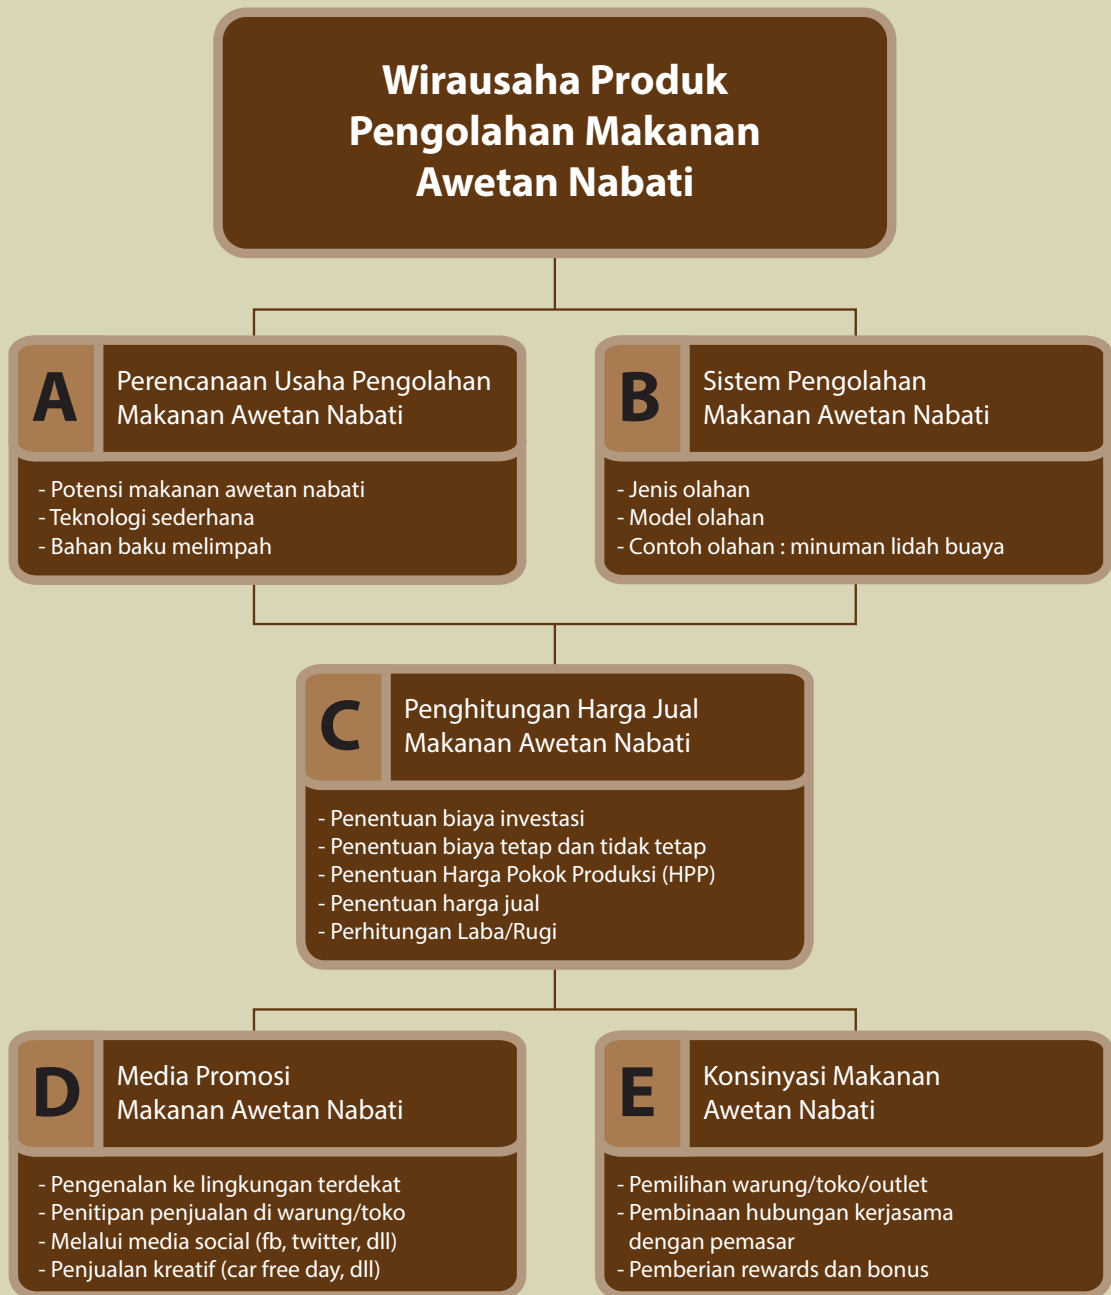 Wirausaha Produk
Pengolahan Makanan
Awetan Nabati
A
Perencanaan Usaha Pengolahan
Makanan Awetan Nabati
- Potensi makanan awetan nabati
- Teknologi sederhana
- Bahan baku melimpah
B
Sistem Pengolahan
Makanan Awetan Nabati
- Jenis olahan
- Model olahan
- Contoh olahan : minuman lidah buaya
C
Penghitungan Harga Jual
Makanan Awetan Nabati
- Penentuan biaya investasi
- Penentuan biaya tetap dan tidak tetap
- Penentuan Harga Pokok Produksi (HPP)
- Penentuan harga jual
- Perhitungan Laba/Rugi
D
Media Promosi
Makanan Awetan Nabati
- Pengenalan ke lingkungan terdekat
- Penitipan penjualan di warung/toko
- Melalui media social (fb, twitter, dll)
- Penjualan kreatif (car free day, dll)
E
Konsinyasi Makanan
Awetan Nabati
- Pemilihan warung/toko/outlet
- Pembinaan hubungan kerjasama
dengan pemasar
- Pemberian rewards dan bonus